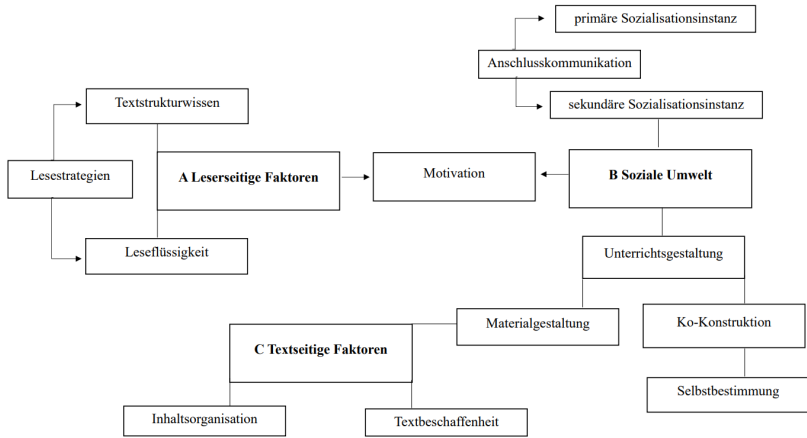 primäre Sozialisationsinstanz
Anschlusskommunikation
Textstrukturwissen
sekundäre Sozialisationsinstanz
Lesestrategien
A Leserseitige Faktoren
Motivation
B Soziale Umwelt
Leseflüssigkeit
Unterrichtsgestaltung
Materialgestaltung
Ko-Konstruktion
C Textseitige Faktoren
Selbstbestimmung
Inhaltsorganisation
Textbeschaffenheit